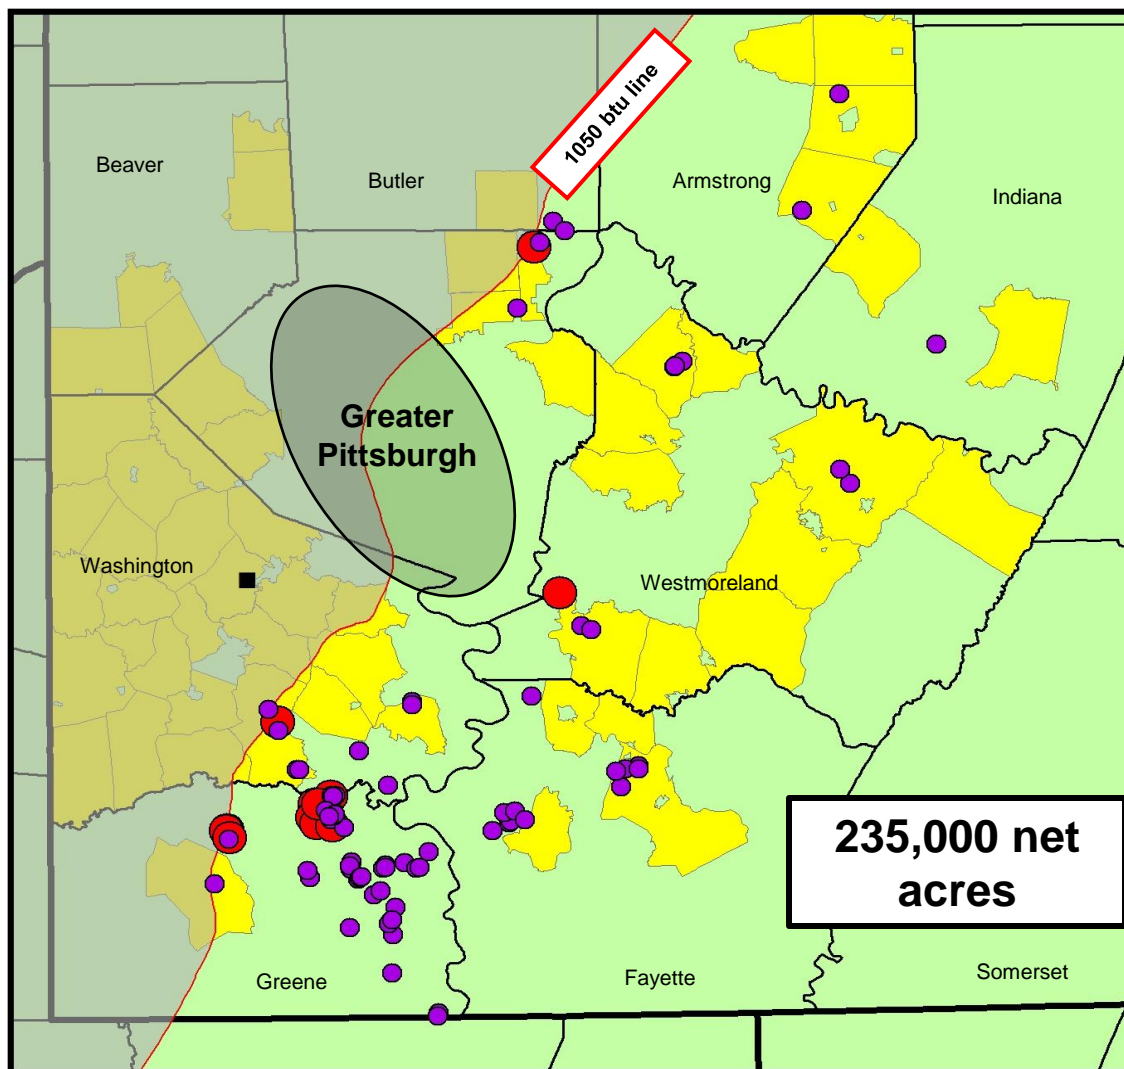 1050 btu line
Beaver
Butler
Armstrong
Indiana
Greater
Pittsburgh
Washington
Westmoreland
235,000 net
acres
Greene
Fayette
Somerset